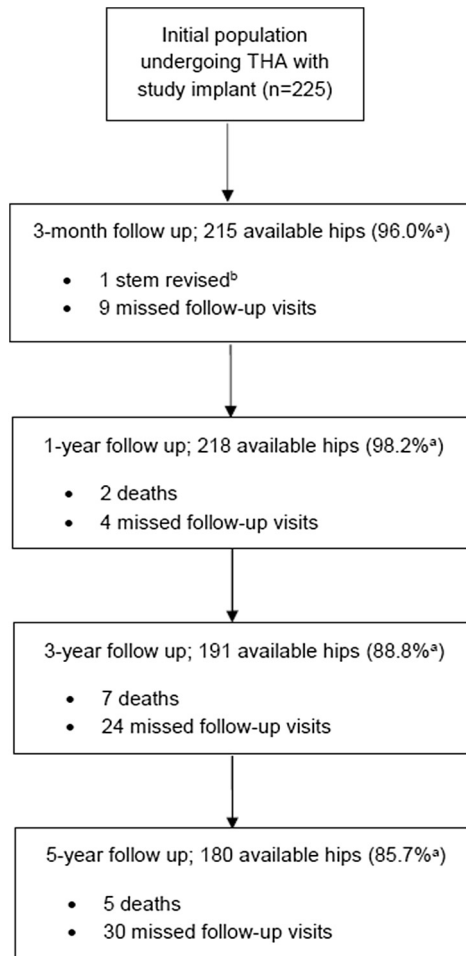 Initial population
undergoing THA with
study implant (n=225)
3-month follow up; 215 available hips (96.0%ᵃ)
• 1 stem revisedᵇ
• 9 missed follow-up visits
1-year follow up; 218 available hips (98.2%ᵃ)
• 2 deaths
• 4 missed follow-up visits
3-year follow up; 191 available hips (88.8%ᵃ)
• 7 deaths
• 24 missed follow-up visits
5-year follow up; 180 available hips (85.7%ᵃ)
• 5 deaths
• 30 missed follow-up visits